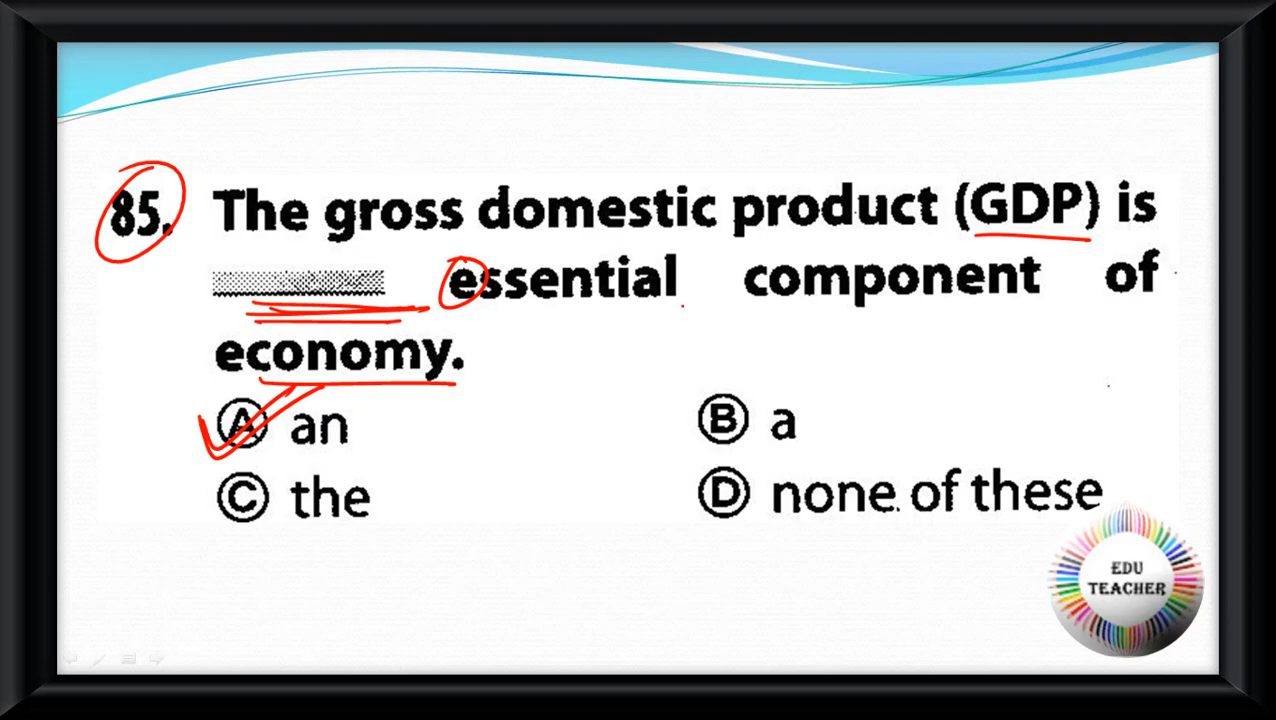 85. The gross domestic product (GDP) is
essential component of
economy.
A an
B a
C the
D none of these
EDU
TEACHER